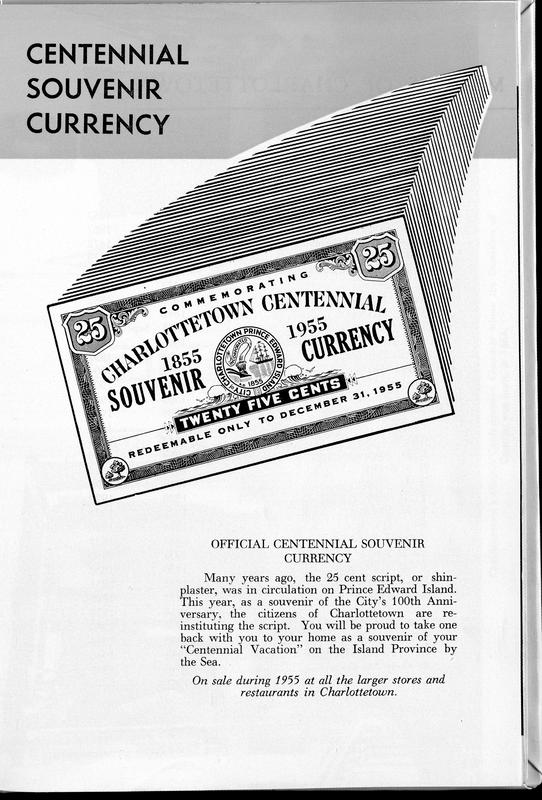 CENTENNIAL
SOUVENIR
CURRENCY
25
25
COMMEMORATING
CHARLOTTETOWN CENTENNIAL
1855
1955
SOUVENIR
CURRENCY
CITY OF CHARLOTTETOWN PRINCE EDWARD ISLAND
1855
TWENTY FIVE CENTS
REDEEMABLE ONLY TO DECEMBER 31, 1955
OFFICIAL CENTENNIAL SOUVENIR
CURRENCY
Many years ago, the 25 cent script, or shin-
plaster, was in circulation on Prince Edward Island.
This year, as a souvenir of the City's 100th Anni-
versary, the citizens of Charlottetown are re-
instituting the script. You will be proud to take one
back with you to your home as a souvenir of your
"Centennial Vacation" on the Island Province by
the Sea.
On sale during 1955 at all the larger stores and
restaurants in Charlottetown.